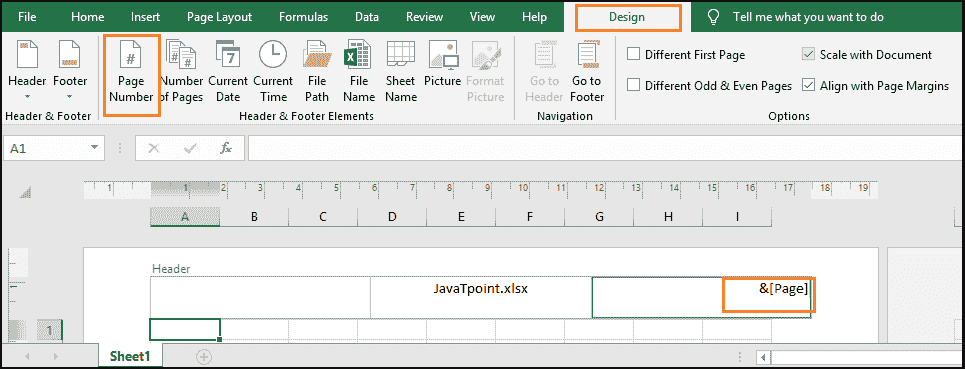 File Home Insert Page Layout Formulas Data Review View Help Design Tell me what you want to do
Header Footer Page Number Number of Pages Current Date Current Time File Path File Name Sheet Name Picture Format Picture Go to Header Go to Footer
Different First Page Scale with Document
Different Odd & Even Pages Align with Page Margins
Header & Footer Header & Footer Elements Navigation Options
A1 fx
1 1 2 3 4 5 6 7 8 9 10 11 12 13 14 15 16 17 18 19
A B C D E F G H I
Header
JavaTpoint.xlsx &[Page]
1
Sheet1